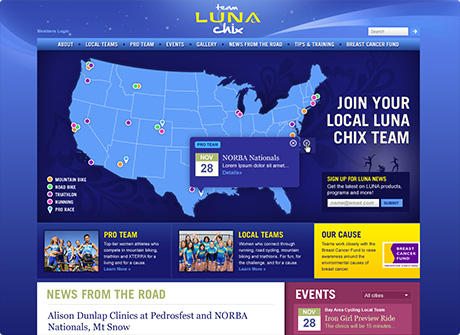 team
LUNA
chix
Members Login
Search
ABOUT
LOCAL TEAMS
PRO TEAM
EVENTS
GALLERY
NEWS FROM THE ROAD
TIPS & TRAINING
BREAST CANCER FUND
JOIN YOUR
LOCAL LUNA
CHIX TEAM
PRO TEAM
NOV
28
NORBA Nationals
Lorem ipsum dolor sit amet...
Details»
MOUNTAIN BIKE
ROAD BIKE
TRIATHLON
RUNNING
PRO RACE
SIGN UP FOR LUNA NEWS
Get the latest on LUNA products,
programs and more!
name@email.com
SUBMIT
PRO TEAM
Top-tier women athletes who
compete in mountain biking,
triathlon, and XTERRA for a
living and for a cause.
Learn More »
LOCAL TEAMS
Women who connect through
running, road cycling, mountain
biking and triathlon. For fun, for
the challenge, and for a cause.
Learn More »
OUR CAUSE
Teams work closely with the
Breast Cancer Fund to raise
awareness around the
environmental causes of
breast cancer.
BREAST
CANCER
FUND
NEWS FROM THE ROAD
Alison Dunlap Clinics at Pedrosfest and NORBA
Nationals, Mt Snow
EVENTS
All cities
NOV
28
Bay Area Cycling Local Team
Iron Girl Preview Ride
The clinics will be 15 minutes...